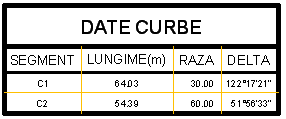 DATE CURBE
SEGMENT LUNGIME(m) RAZA DELTA
C1 64.03 30.00 122°17'21"
C2 54.39 60.00 51°56'33"